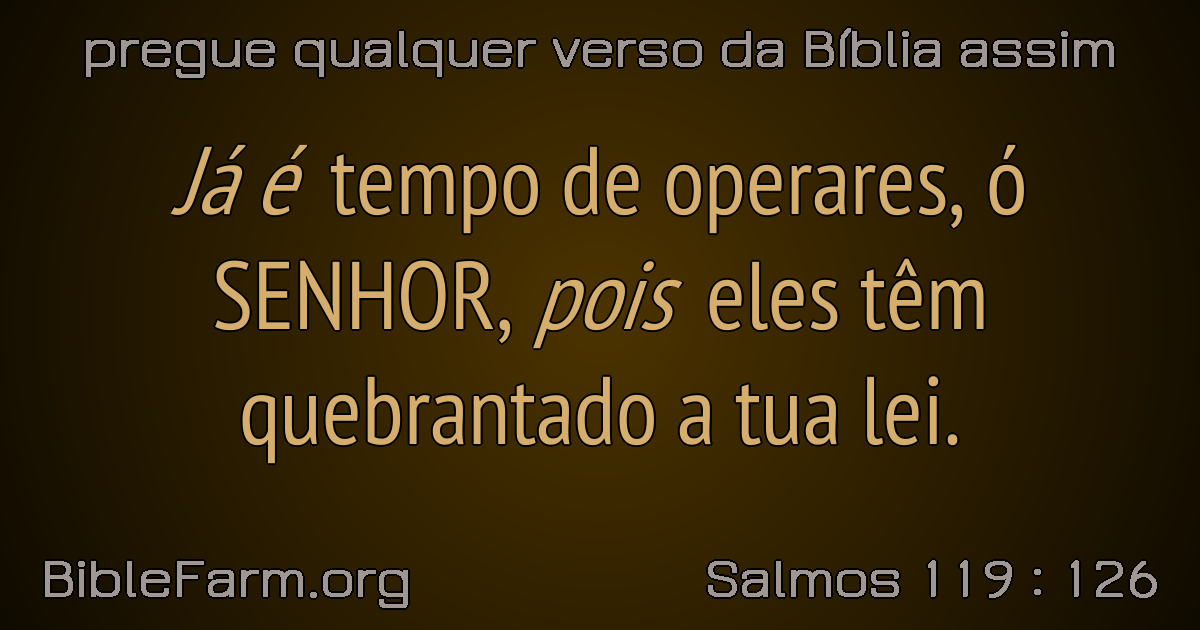 pregue qualquer verso da Bíblia assim
Já é tempo de operares, ó
SENHOR, pois eles têm
quebrantado a tua lei.
BibleFarm.org
Salmos 119 : 126